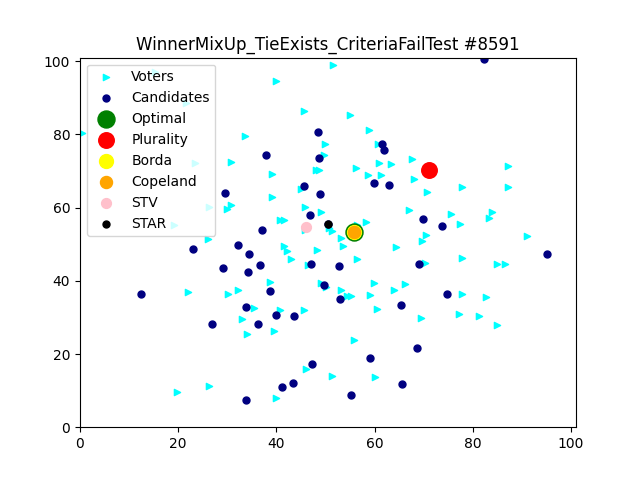 WinnerMixUp_TieExists_CriteriaFailTest #8591
100
80
60
40
20
0
Voters
Candidates
Optimal
Plurality
Borda
Copeland
STV
STAR
0 20 40 60 80 100